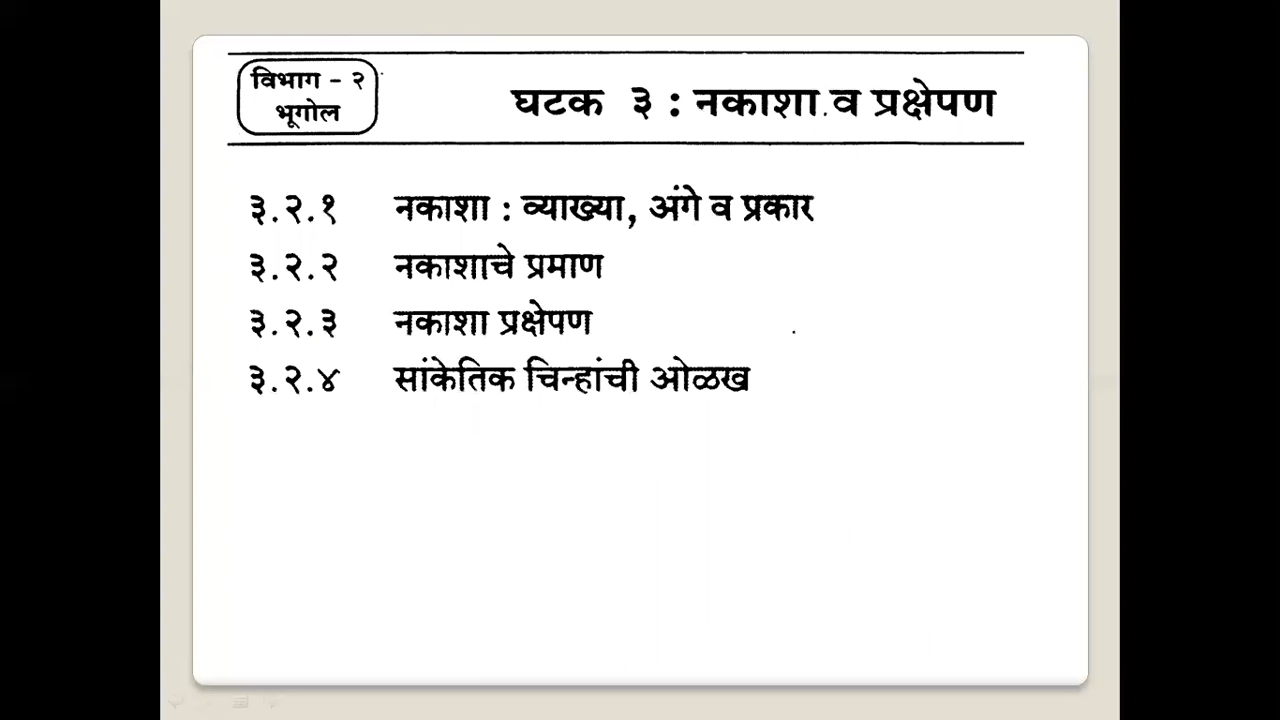 विभाग - २
भूगोल
घटक ३ : नकाशा व प्रक्षेपण
३.२.१ नकाशा : व्याख्या, अंगे व प्रकार
३.२.२ नकाशाचे प्रमाण
३.२.३ नकाशा प्रक्षेपण
३.२.४ सांकेतिक चिन्हांची ओळख